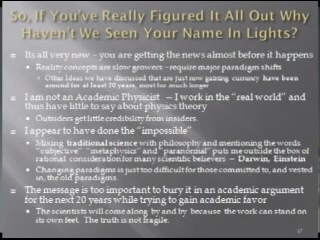 So, If You've Really Figured It All Out Why
Haven't We Seen Your Name In Lights?
Its all very new – you are getting the news almost before it happens
Reality concepts are slow growers – require major paradigm shifts
Other Ideas we have discussed that are just now gaining currency have been
around for at least 20 years, most for much longer
I am not an Academic Physicist – I work in the "real world" and
thus have little to say about physics theory
Outsiders get little credibility from insiders.
I appear to have done the "impossible"
Mixing traditional science with philosophy and mentioning the words
"subjective" "metaphysics" and "paranormal" puts me outside the box of
rational consideration for many scientific believers – Darwin, Einstein
Changing paradigms is just too difficult for those committed to, and vested
in, the old paradigms.
The message is too important to bury it in an academic argument
for the next 20 years while trying to gain academic favor
The scientists will come along by and by because the work can stand on
its own feet. The truth is not fragile.